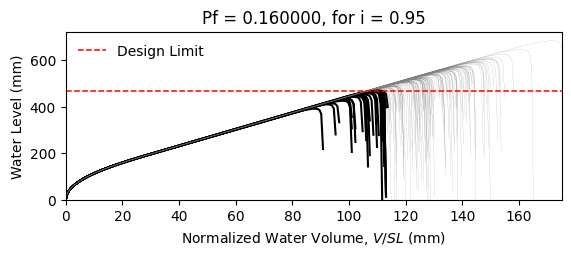 Pf = 0.160000, for i = 0.95
Design Limit
Water Level (mm)
600
400
200
0
0 20 40 60 80 100 120 140 160
Normalized Water Volume, V/SL (mm)